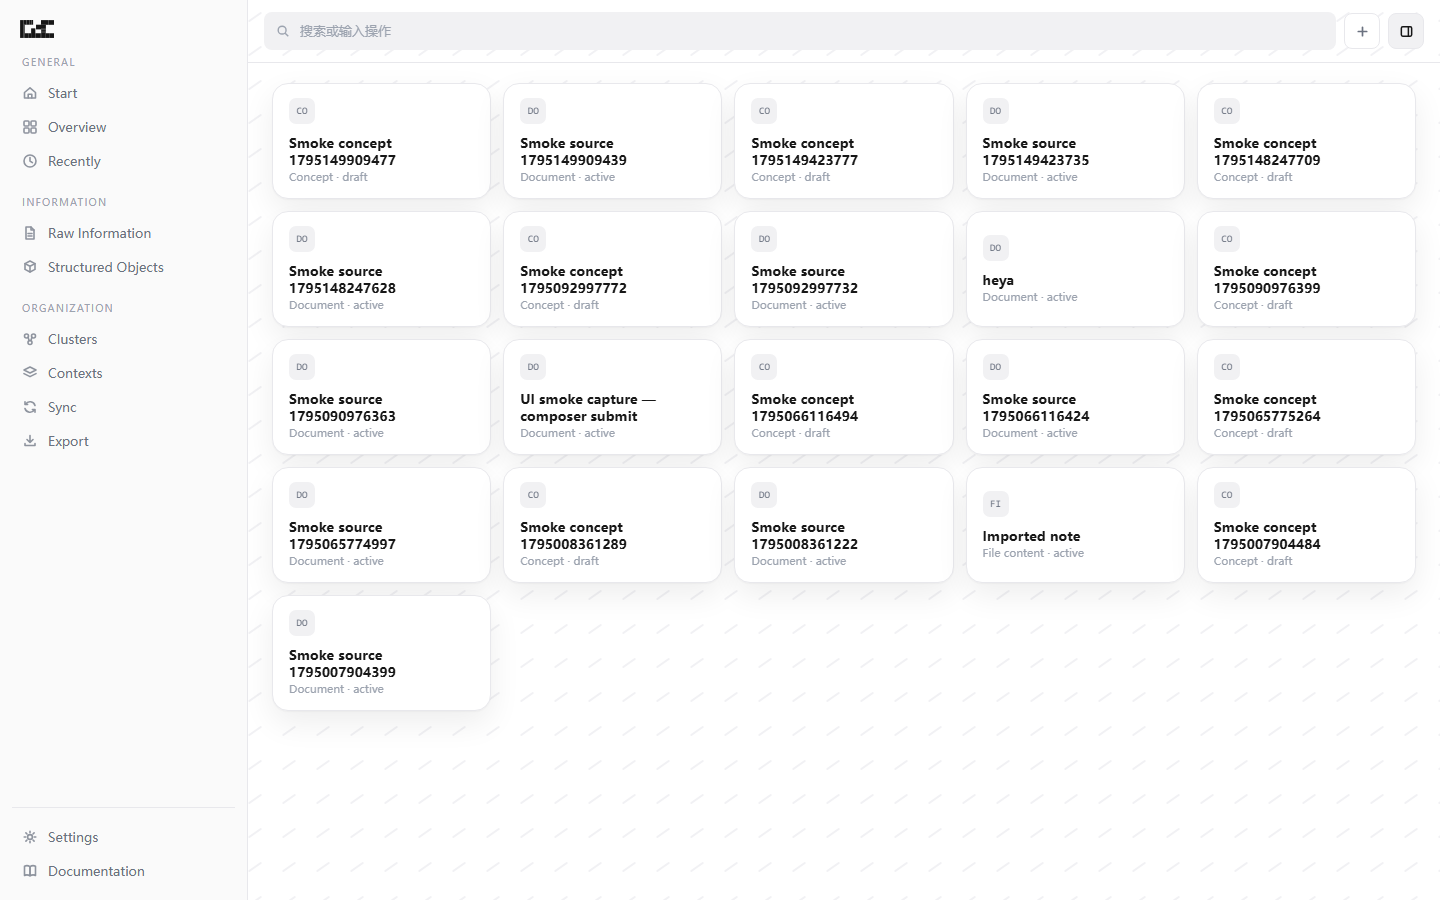 GENERAL
Start
Overview
Recently
INFORMATION
Raw Information
Structured Objects
ORGANIZATION
Clusters
Contexts
Sync
Export
Settings
Documentation
搜索或输入操作
CO
Smoke concept
1795149909477
Concept · draft
DO
Smoke source
1795149909439
Document · active
CO
Smoke concept
1795149423777
Concept · draft
DO
Smoke source
1795149423735
Document · active
CO
Smoke concept
1795148247709
Concept · draft
DO
Smoke source
1795148247628
Document · active
CO
Smoke concept
1795092997772
Concept · draft
DO
Smoke source
1795092997732
Document · active
DO
heya
Document · active
CO
Smoke concept
1795090976399
Concept · draft
DO
Smoke source
1795090976363
Document · active
DO
UI smoke capture —
composer submit
Document · active
CO
Smoke concept
1795066116494
Concept · draft
DO
Smoke source
1795066116424
Document · active
CO
Smoke concept
1795065775264
Concept · draft
DO
Smoke source
1795065774997
Document · active
CO
Smoke concept
1795008361289
Concept · draft
DO
Smoke source
1795008361222
Document · active
FI
Imported note
File content · active
CO
Smoke concept
1795007904484
Concept · draft
DO
Smoke source
1795007904399
Document · active